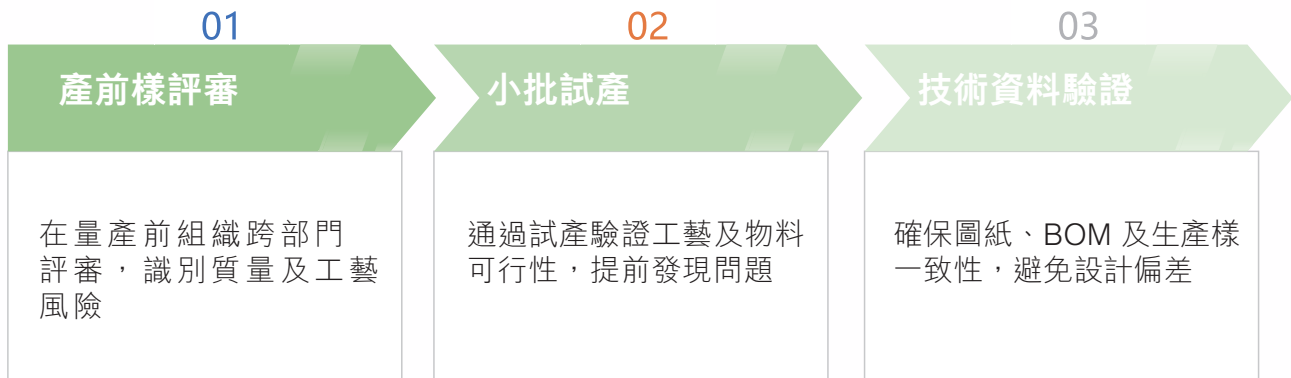 01
產前樣評審
在量產前組織跨部門
評審，識別質量及工藝
風險
02
小批試產
通過試產驗證工藝及物料
可行性，提前發現問題
03
技術資料驗證
確保圖紙、BOM 及生產樣
一致性，避免設計偏差